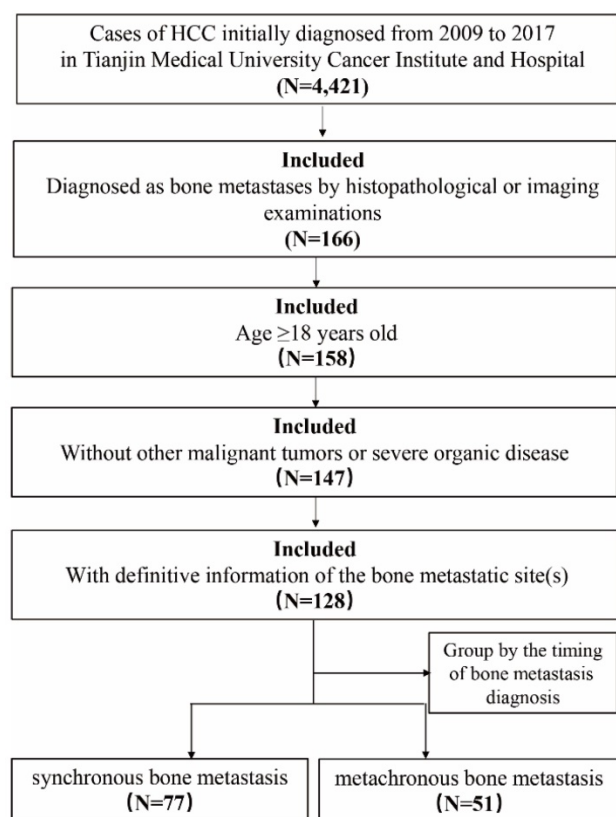 Cases of HCC initially diagnosed from 2009 to 2017
in Tianjin Medical University Cancer Institute and Hospital
(N=4,421)
Included
Diagnosed as bone metastases by histopathological or imaging
examinations
(N=166)
Included
Age ≥18 years old
(N=158)
Included
Without other malignant tumors or severe organic disease
(N=147)
Included
With definitive information of the bone metastatic site(s)
(N=128)
Group by the timing
of bone metastasis
diagnosis
synchronous bone metastasis
(N=77)
metachronous bone metastasis
(N=51)